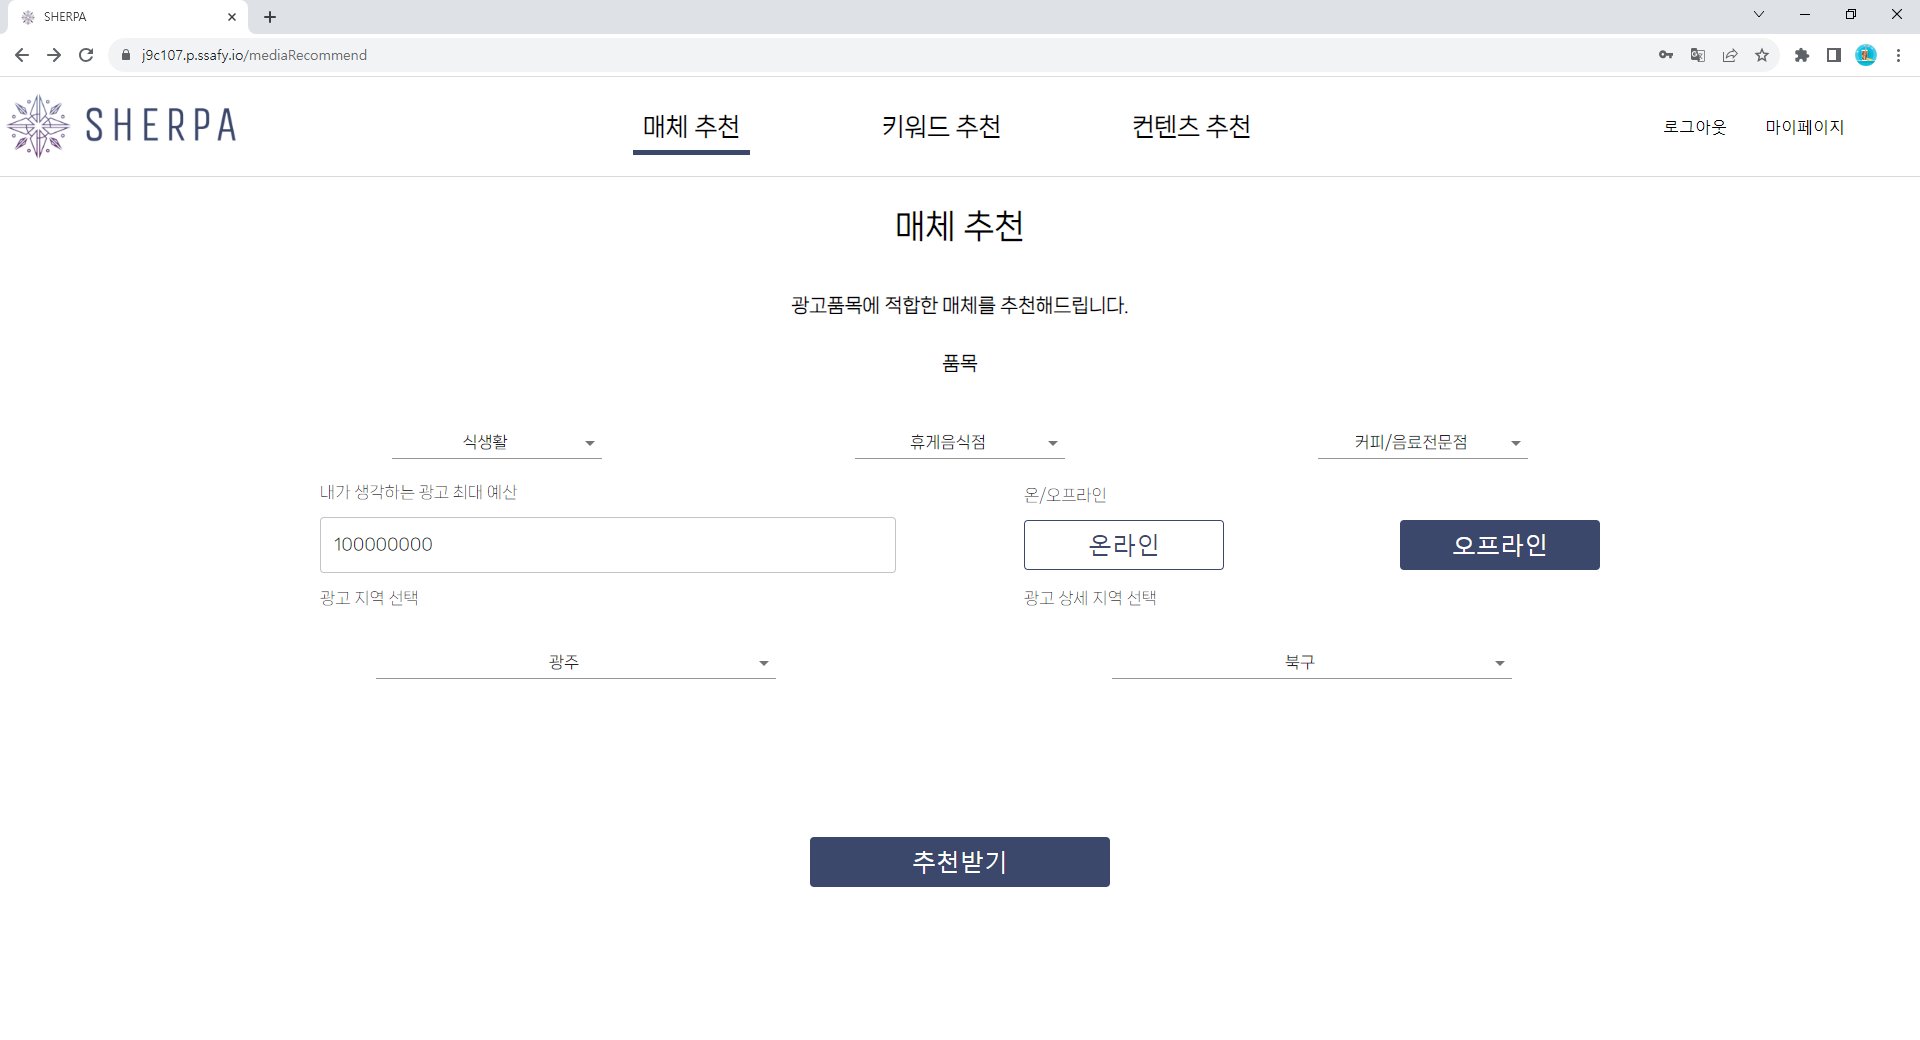 SHERPA
j9c107.p.ssafy.io/mediaRecommend
SHERPA
매체 추천
키워드 추천
컨텐츠 추천
로그아웃
마이페이지
매체 추천
광고품목에 적합한 매체를 추천해드립니다.
품목
식생활
휴게음식점
커피/음료전문점
내가 생각하는 광고 최대 예산
온/오프라인
100000000
온라인
오프라인
광고 지역 선택
광고 상세 지역 선택
광주
북구
추천받기